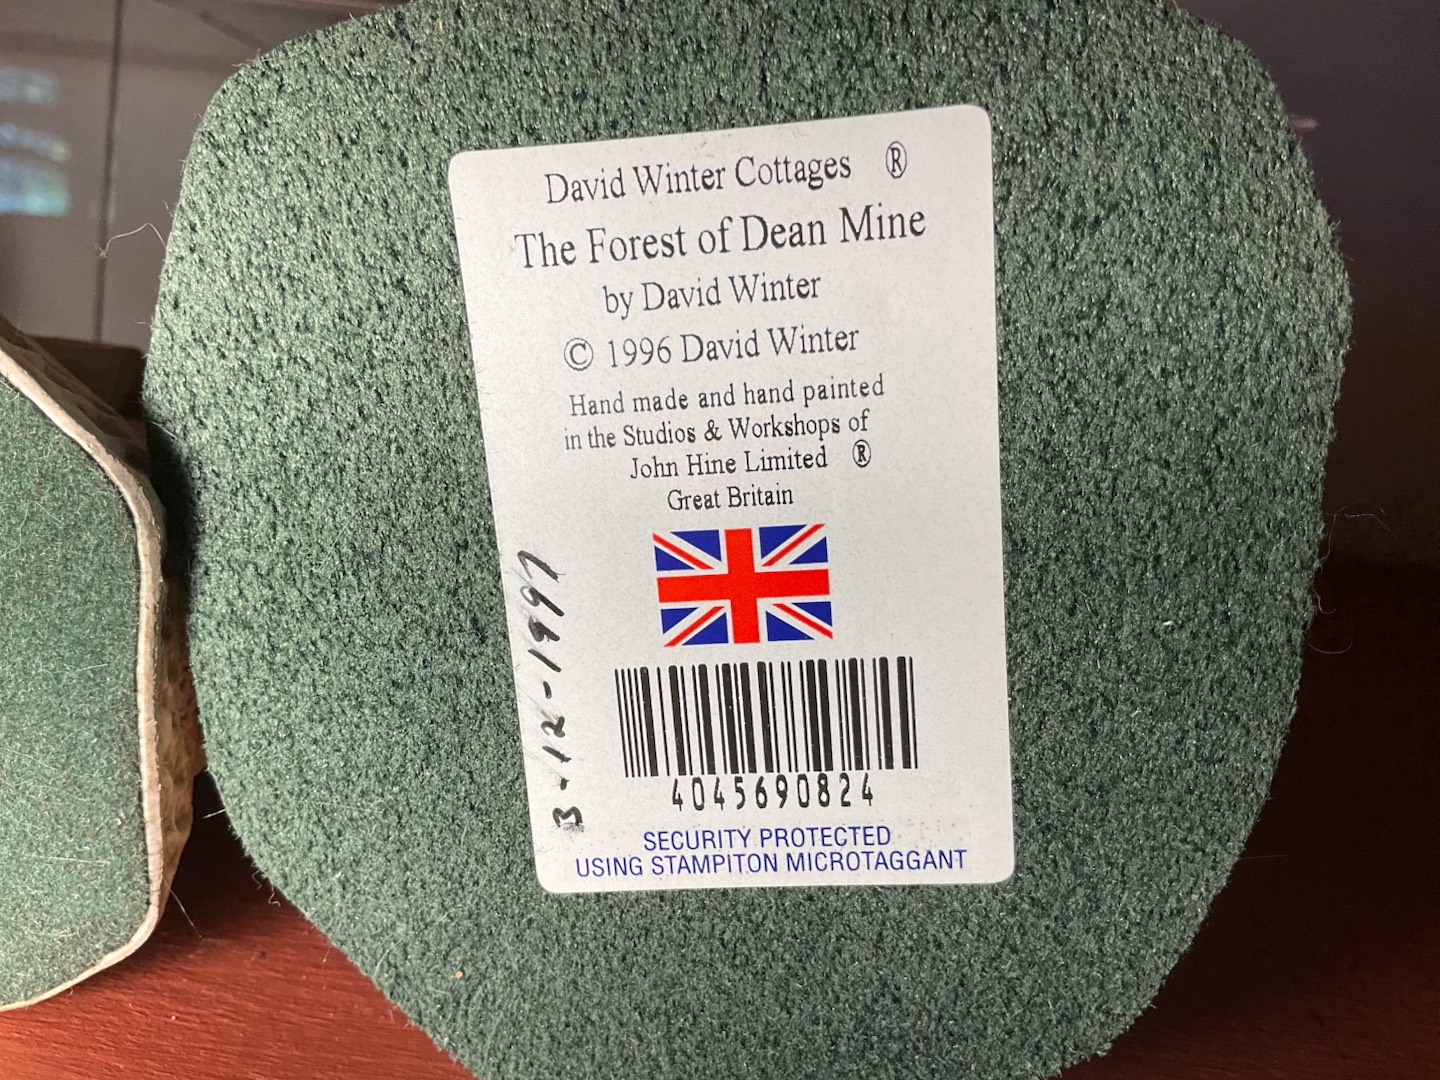 David Winter Cottages ®
The Forest of Dean Mine
by David Winter
© 1996 David Winter
Hand made and hand painted
in the Studios & Workshops of
John Hine Limited ®
Great Britain
3-12-1997
4045690824
SECURITY PROTECTED
USING STAMPITON MICROTAGGANT